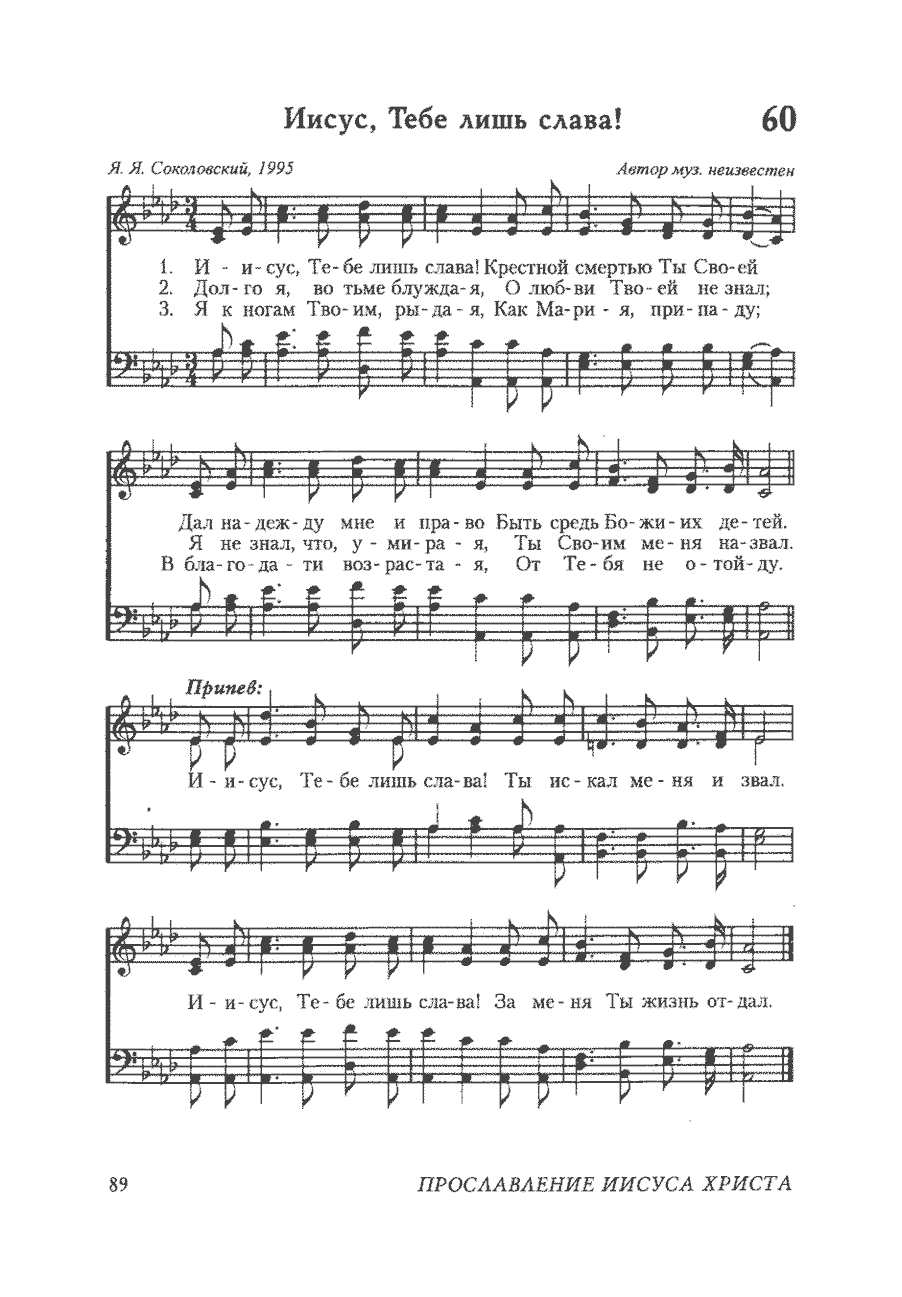 Иисус, Тебе лишь слава! 60
Я. Я. Соколовский, 1995 Автор муз. неизвестен
1. И - и-сус, Те-бе лишь слава! Крестной смертью Ты Сво-ей
2. Дол-го я, во тьме блужда-я, О люб-ви Тво-ей не знал;
3. Я к ногам Тво-им, ры-да-я, Как Ма-ри - я, при-па-ду;
Дал на-деж-ду мне и пра-во Быть средь Бо-жи-их де-тей.
Я не знал, что, у - ми-ра - я, Ты Сво-им ме-ня на-звал.
В бла-го-да - ти воз-рас-та - я, От Те-бя не о-той-ду.
Припев:
И - и-сус, Те-бе лишь сла-ва! Ты ис-кал ме-ня и звал.
И - и-сус, Те-бе лишь сла-ва! За ме-ня Ты жизнь от-дал.
89 ПРОСЛАВЛЕНИЕ ИИСУСА ХРИСТА